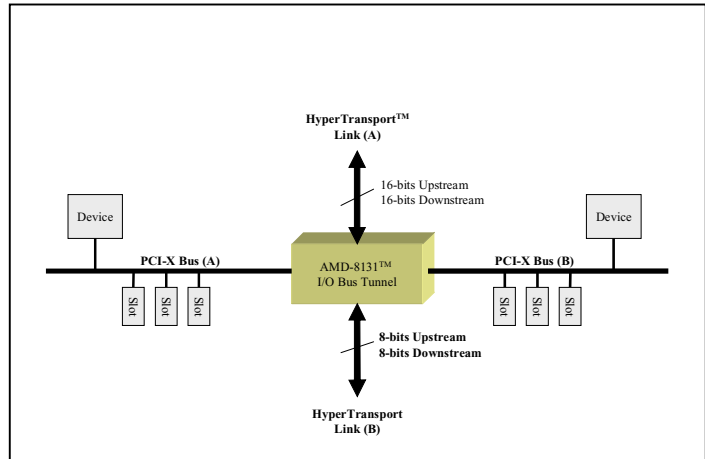 HyperTransport™
Link (A)
16-bits Upstream
16-bits Downstream
Device
Device
PCI-X Bus (A)
PCI-X Bus (B)
AMD-8131™
I/O Bus Tunnel
Slot
Slot
Slot
Slot
Slot
Slot
8-bits Upstream
8-bits Downstream
HyperTransport
Link (B)